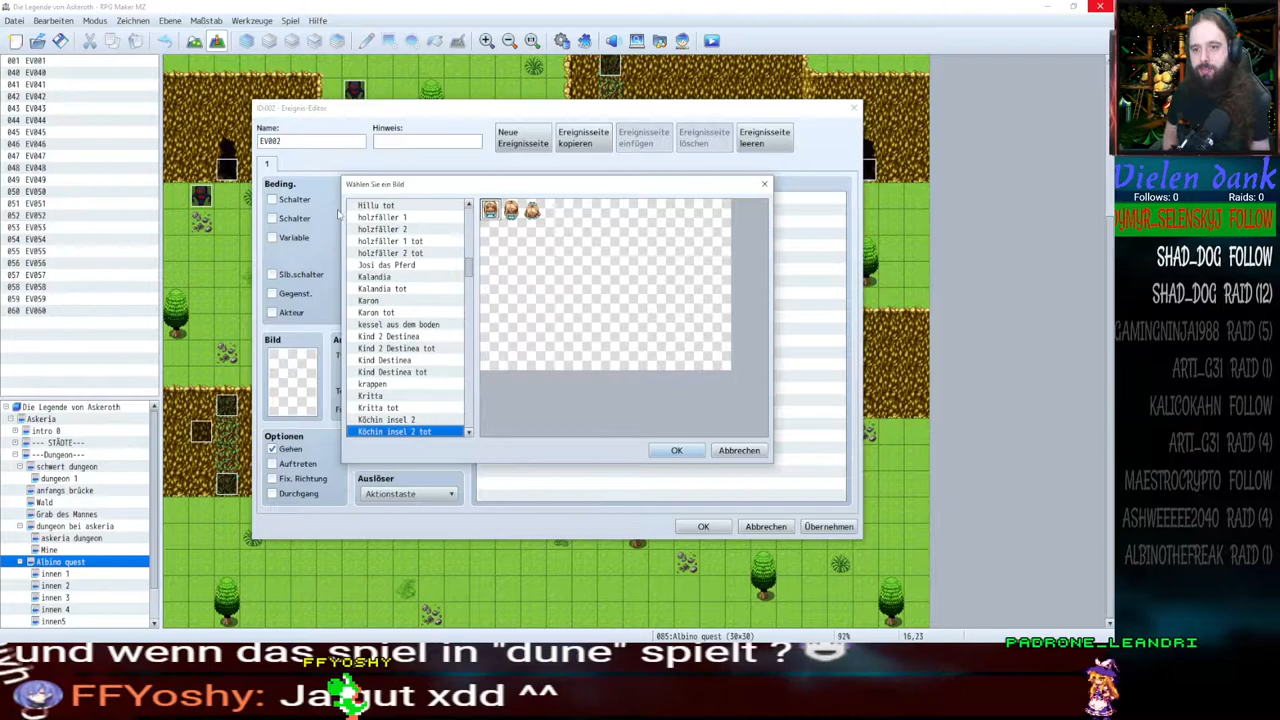 Die Legende von Askeroth - RPG Maker MZ
Datei Bearbeiten Modus Zeichnen Ebene Maßstab Werkzeuge Spiel Hilfe
001 EV001
040 EV040
041 EV041
042 EV042
043 EV043
044 EV044
045 EV045
046 EV046
047 EV047
048 EV048
049 EV049
050 EV050
051 EV051
052 EV052
053 EV053
054 EV054
055 EV055
056 EV056
057 EV057
058 EV058
059 EV059
060 EV060
Die Legende von Askeroth
Askeria
intro 0
--- STÄDTE ---
---Dungeon---
schwert dungeon
dungeon 1
anfangs brücke
Wald
Grab des Mannes
dungeon bei askeria
askeria dungeon
Mine
Albino quest
innen 1
innen 2
innen 3
innen 4
innen5
ID:002 - Ereignis-Editor
Name:
EV002
Hinweis:
Neue Ereignisseite
Ereignisseite kopieren
Ereignisseite einfügen
Ereignisseite löschen
Ereignisseite leeren
1
Beding.
Schalter
Schalter
Variable
Slb.schalter
Gegenst.
Akteur
Bild
Optionen
Gehen
Auftreten
Fix. Richtung
Durchgang
Auslöser
Aktionstaste
OK
Abbrechen
Übernehmen
Wählen Sie ein Bild
Hillu tot
holzfäller 1
holzfäller 2
holzfäller 1 tot
holzfäller 2 tot
Josi das Pferd
Kalandia
Kalandia tot
Karon
Karon tot
kessel aus dem boden
Kind 2 Destinea
Kind 2 Destinea tot
Kind Destinea
Kind Destinea tot
krappen
Kritta
Kritta tot
Köchin insel 2
Köchin insel 2 tot
OK
Abbrechen
085:Albino quest (30x30)
92%
16,23
Vielen dank
Follows: 0
Raids: 0
SHAD_DOG FOLLOW
SHAD_DOG RAID (12)
GAMINGNINJA1988 RAID (5)
ARTI_G31 RAID (4)
KALICOKAHN FOLLOW
ARTI_G31 RAID (4)
MAESTROCRYPTO FOLLOW
ASHWEEEEE2040 RAID (4)
ALBINOTHEFREAK RAID ()
PADRONE_LEANDRI
und wenn das spiel in "dune" spielt ?
FFYOSHY
FFYoshy: Ja gut xdd ^^